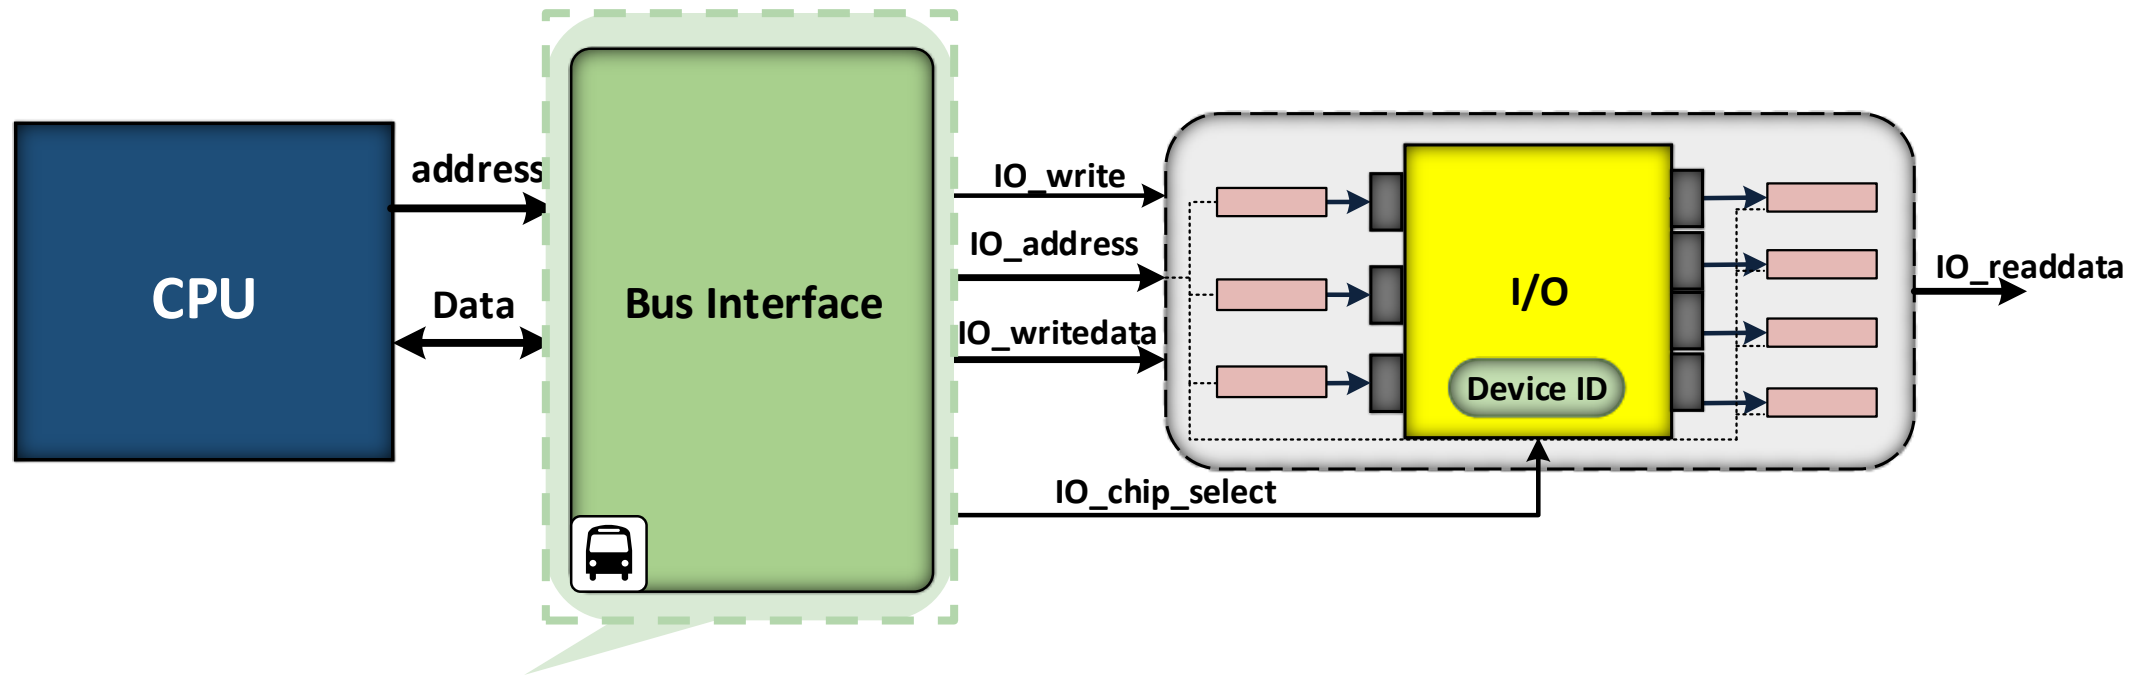 CPU
address
Data
Bus Interface
IO_write
IO_address
IO_writedata
IO_chip_select
I/O
Device ID
IO_readdata